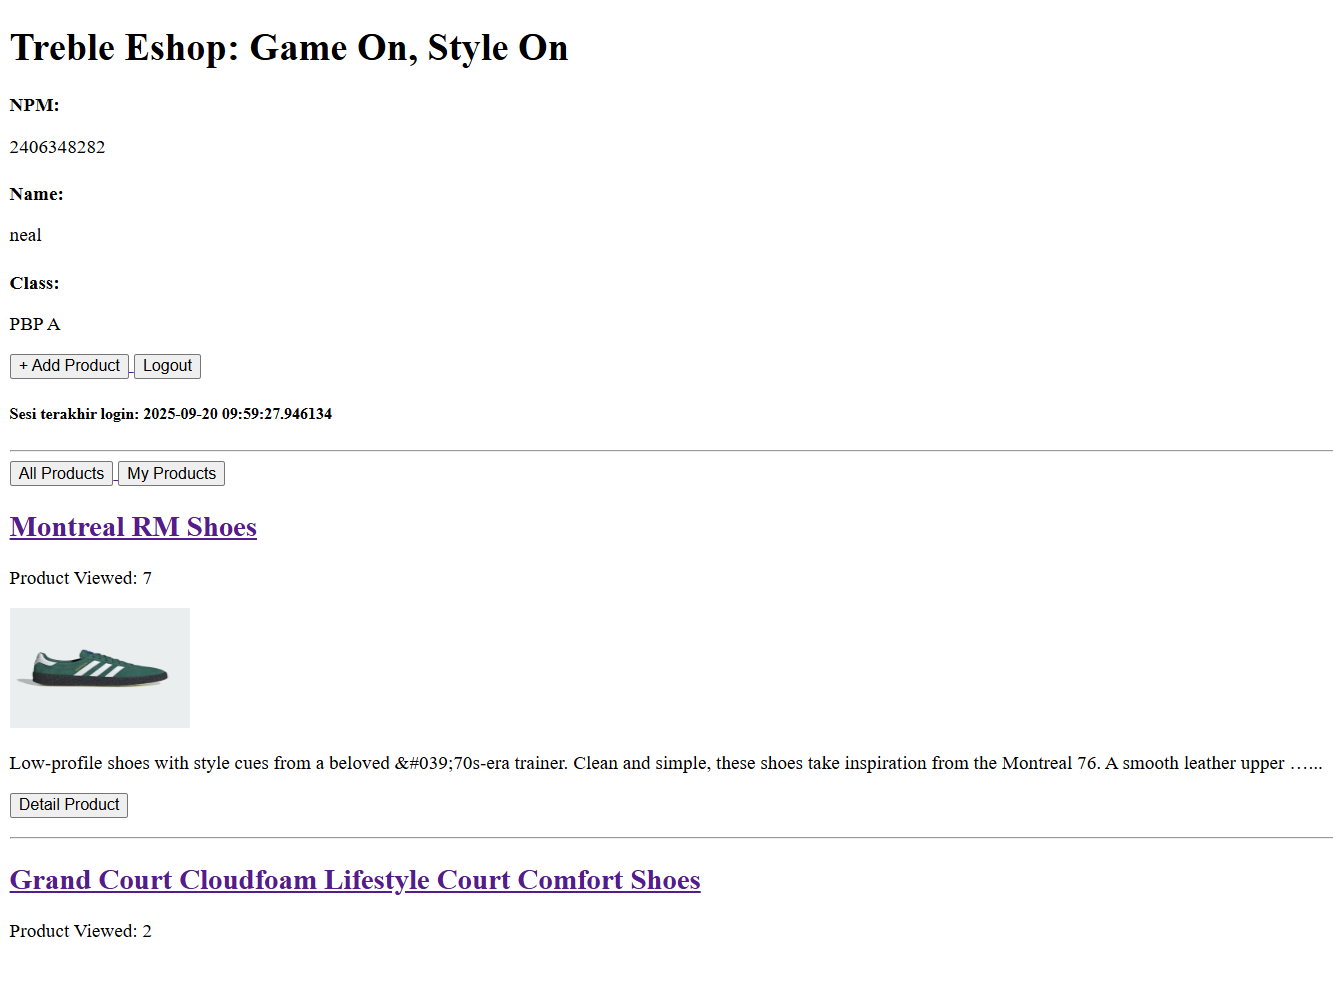 Treble Eshop: Game On, Style On
NPM:
2406348282
Name:
neal
Class:
PBP A
+ Add Product Logout
Sesi terakhir login: 2025-09-20 09:59:27.946134
All Products My Products
Montreal RM Shoes
Product Viewed: 7
Low-profile shoes with style cues from a beloved &#039;70s-era trainer. Clean and simple, these shoes take inspiration from the Montreal 76. A smooth leather upper …...
Detail Product
Grand Court Cloudfoam Lifestyle Court Comfort Shoes
Product Viewed: 2